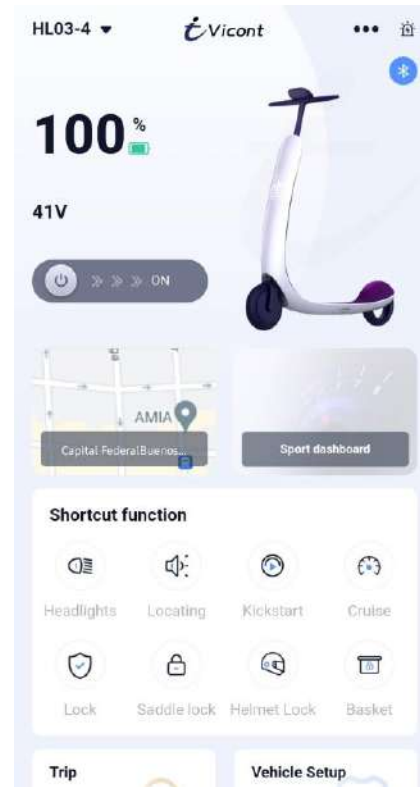 HL03-4
Vicont
100%
41V
ON
AMIA
Capital FederalBuenos...
Sport dashboard
Shortcut function
Headlights Locating Kickstart Cruise
Lock Saddle lock Helmet Lock Basket
Trip Vehicle Setup